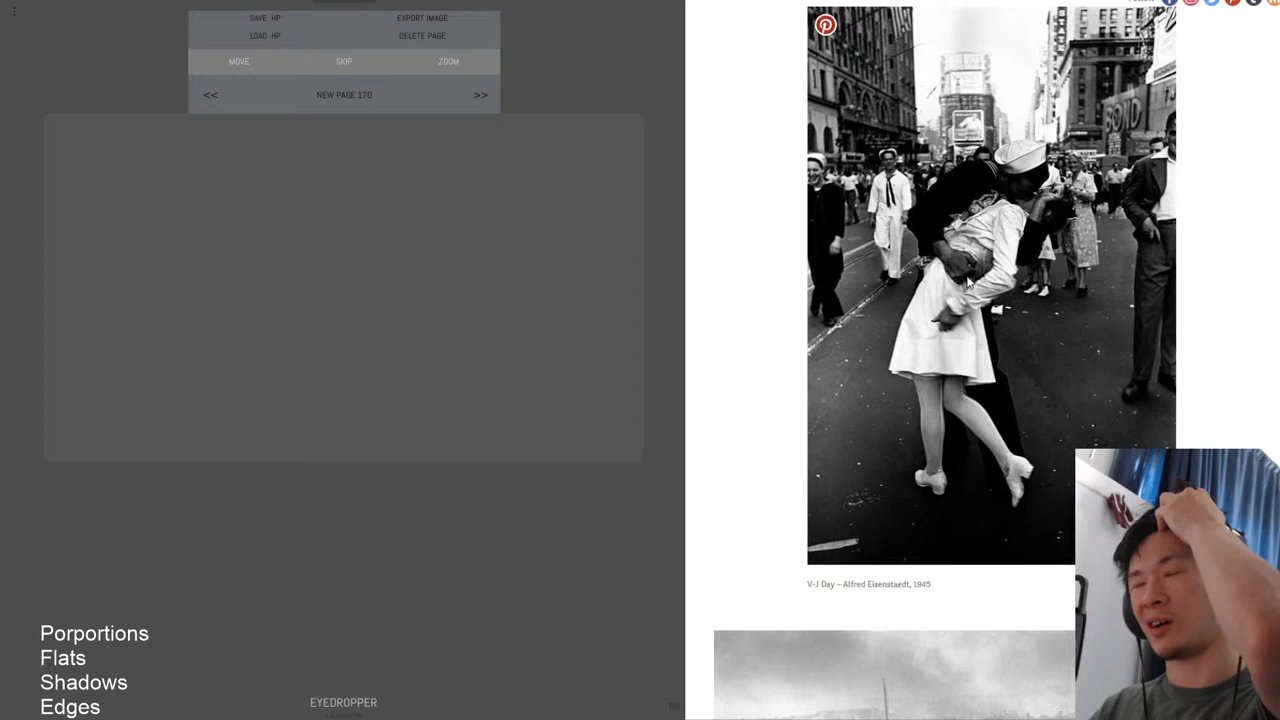 SAVE .HP
EXPORT IMAGE
LOAD .HP
DELETE PAGE
MOVE
SKIP
ZOOM
<<
NEW PAGE 170
>>
BOND
V-J Day – Alfred Eisenstaedt, 1945
Porportions
Flats
Shadows
Edges
EYEDROPPER